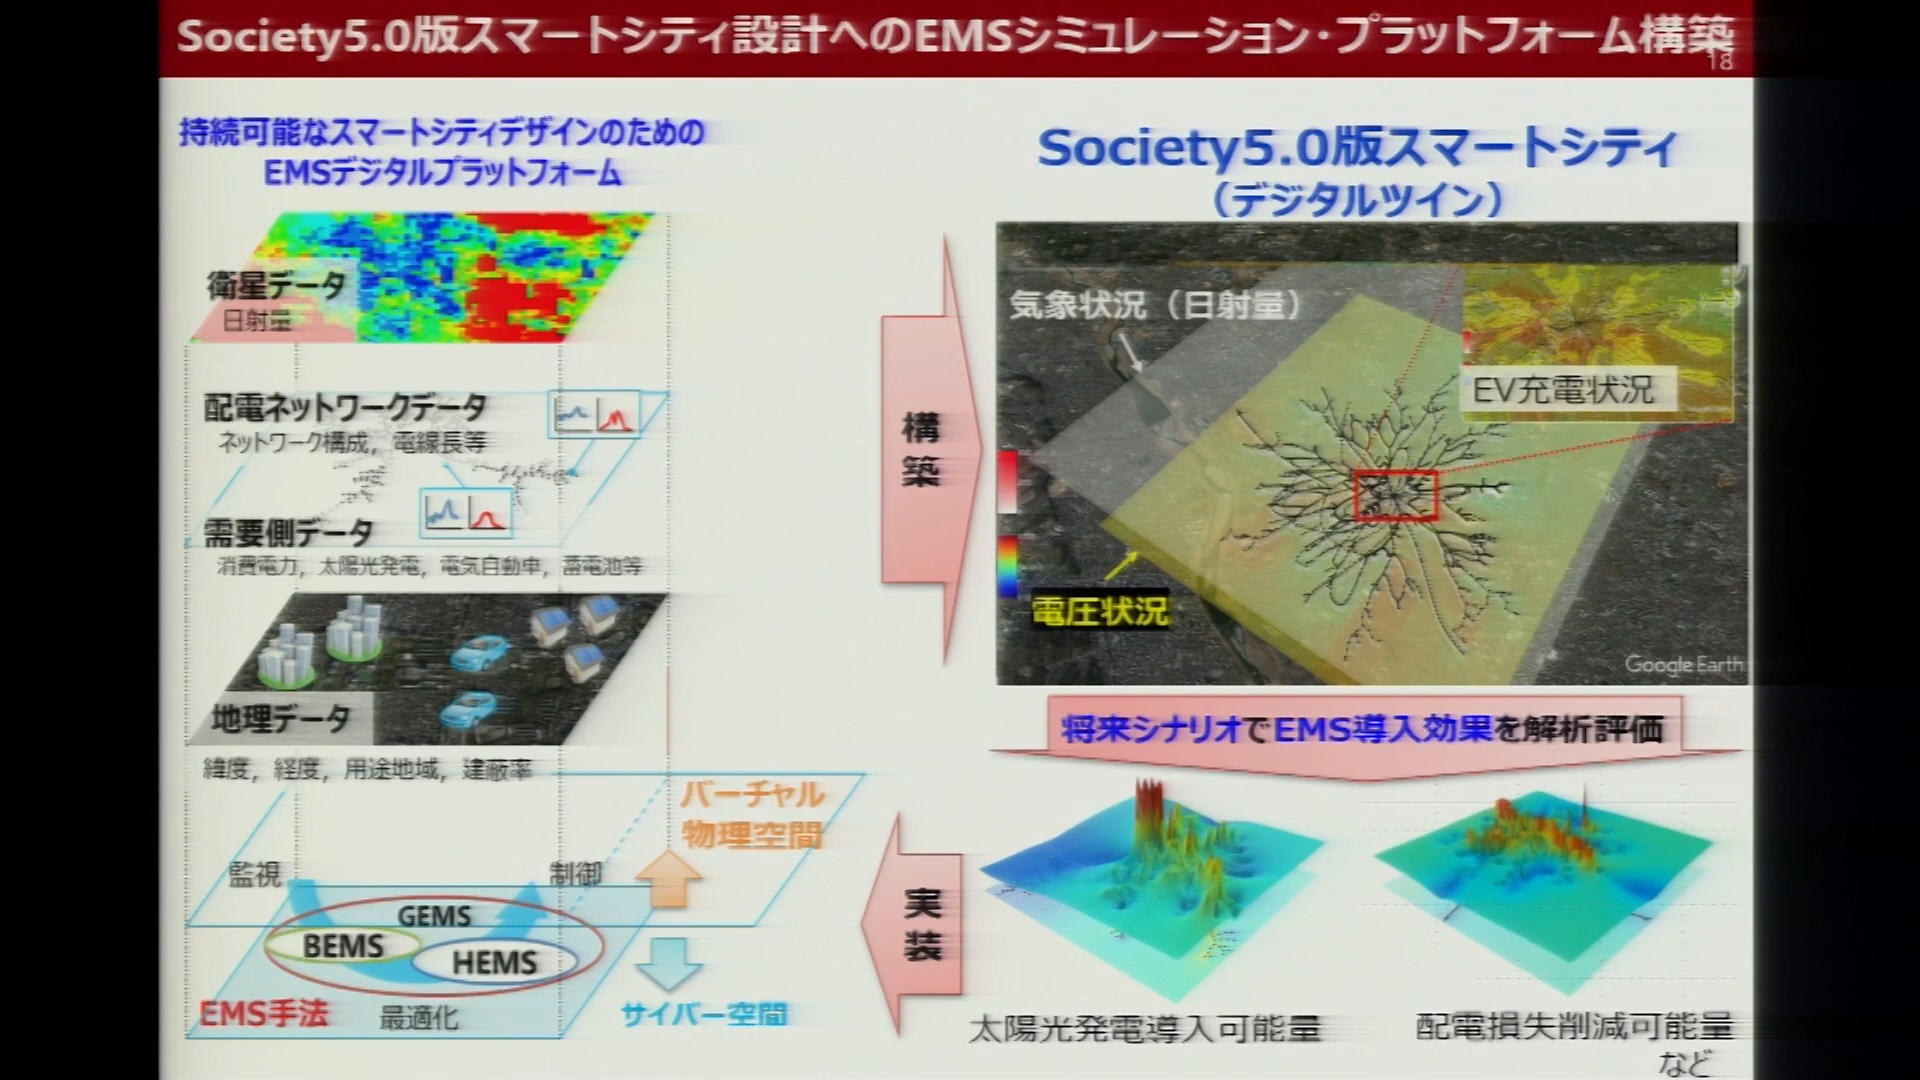 Society5.0版スマートシティ設計へのEMSシミュレーション・プラットフォーム構築
18
持続可能なスマートシティデザインのための
EMSデジタルプラットフォーム
衛星データ
日射量
配電ネットワークデータ
ネットワーク構成，電線長等
需要側データ
消費電力，太陽光発電，電気自動車，蓄電池等
地理データ
緯度，経度，用途地域，建蔽率
バーチャル
物理空間
監視
制御
GEMS
BEMS
HEMS
EMS手法
最適化
サイバー空間
構築
Society5.0版スマートシティ
（デジタルツイン）
気象状況（日射量）
EV充電状況
電圧状況
Google Earth
将来シナリオでEMS導入効果を解析評価
実装
太陽光発電導入可能量
配電損失削減可能量
など